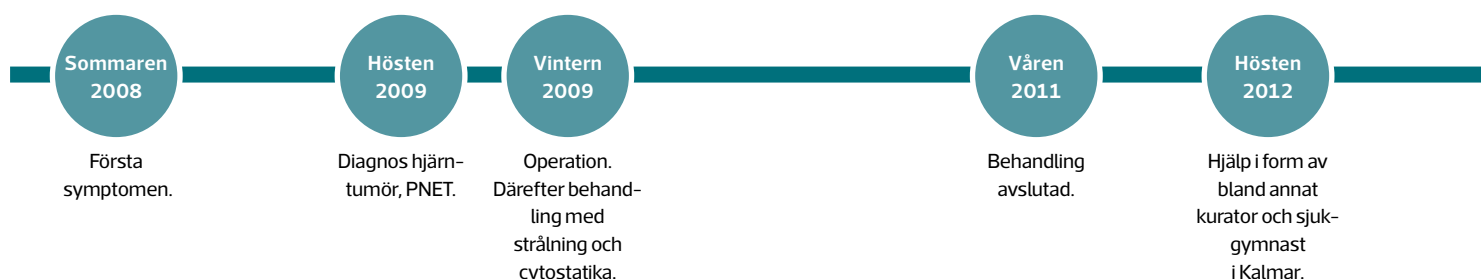 Sommaren
2008
Första
symptomen.
Hösten
2009
Diagnos hjärn-
tumör, PNET.
Vintern
2009
Operation.
Därefter behand-
ling med
strålning och
cytostatika.
Våren
2011
Behandling
avslutad.
Hösten
2012
Hjälp i form av
bland annat
kurator och sjuk-
gymnast
i Kalmar.